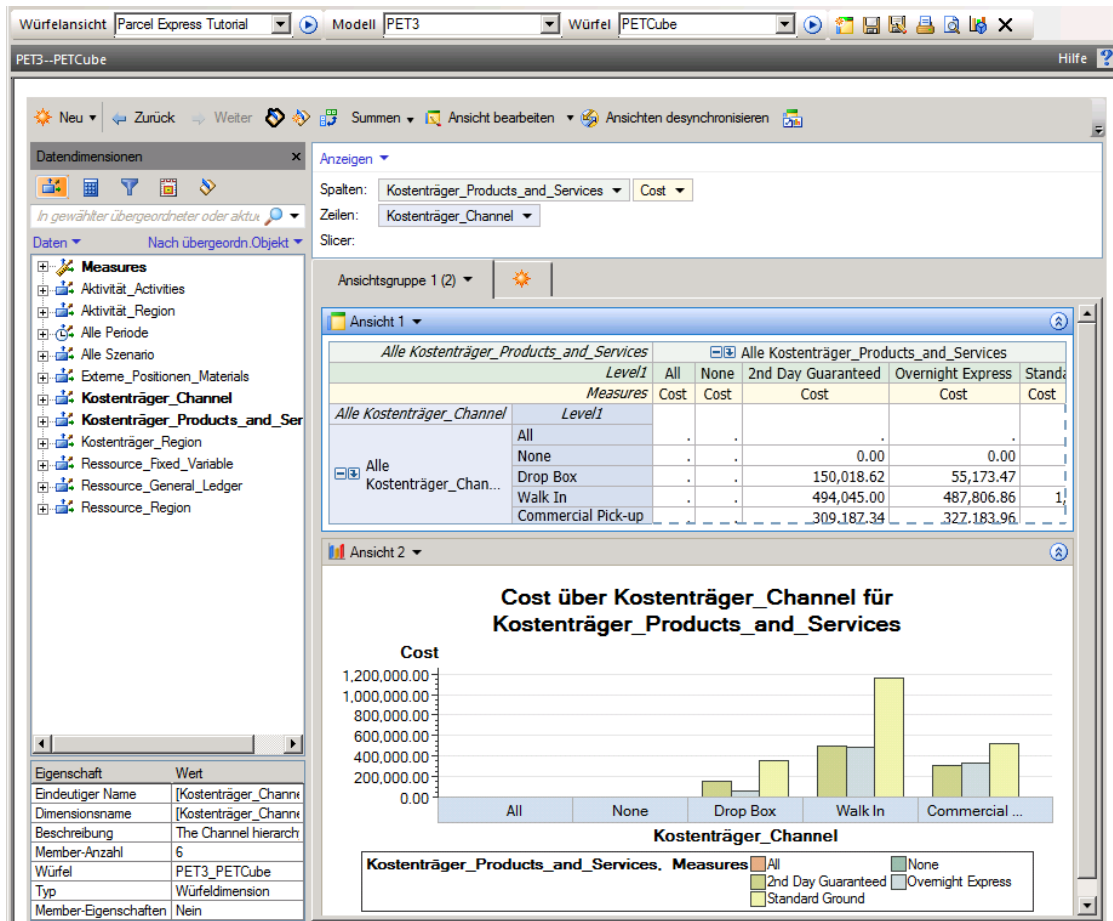 Würfelansicht Parcel Express Tutorial Modell PET3 Würfel PETCube
PET3--PETCube Hilfe ?
Neu Zurück Weiter Summen Ansicht bearbeiten Ansichten desynchronisieren
Datendimensionen x
In gewählter übergeordneter oder aktue
Daten Nach übergeordn.Objekt
Measures
Aktivität_Activities
Aktivität_Region
Alle Periode
Alle Szenario
Externe_Positionen_Materials
Kostenträger_Channel
Kostenträger_Products_and_Ser
Kostenträger_Region
Ressource_Fixed_Variable
Ressource_General_Ledger
Ressource_Region
Eigenschaft Wert
Eindeutiger Name [Kostenträger_Channe
Dimensionsname [Kostenträger_Channe
Beschreibung The Channel hierarch
Member-Anzahl 6
Würfel PET3_PETCube
Typ Würfeldimension
Member-Eigenschaften Nein
Anzeigen
Spalten: Kostenträger_Products_and_Services Cost
Zeilen: Kostenträger_Channel
Slicer:
Ansichtsgruppe 1 (2)
Ansicht 1
Alle Kostenträger_Products_and_Services Alle Kostenträger_Products_and_Services
Level1 All None 2nd Day Guaranteed Overnight Express Standa
Measures Cost Cost Cost Cost Cost
Alle Kostenträger_Channel Level1
All . . . .
None . . 0.00 0.00
Alle Kostenträger_Chan...
Drop Box . . 150,018.62 55,173.47
Walk In . . 494,045.00 487,806.86 1,
Commercial Pick-up . . 309,187.34 327,183.96
Ansicht 2
Cost über Kostenträger_Channel für
Kostenträger_Products_and_Services
Cost
1,200,000.00
1,000,000.00
800,000.00
600,000.00
400,000.00
200,000.00
0.00
All None Drop Box Walk In Commercial ...
Kostenträger_Channel
Kostenträger_Products_and_Services, Measures All None
2nd Day Guaranteed Overnight Express
Standard Ground